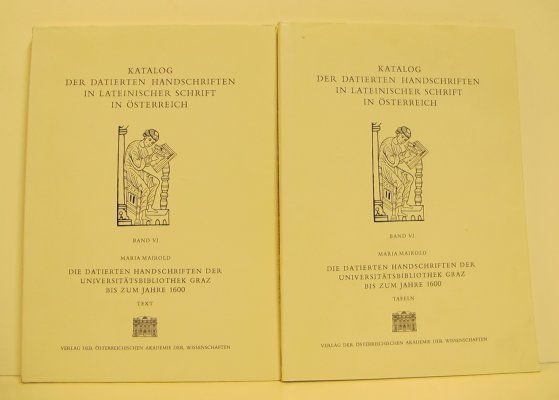 KATALOG
DER DATIERTEN HANDSCHRIFTEN
IN LATEINISCHER SCHRIFT
IN ÖSTERREICH
BAND VI
MARIA MAIROLD
DIE DATIERTEN HANDSCHRIFTEN DER
UNIVERSITÄTSBIBLIOTHEK GRAZ
BIS ZUM JAHRE 1600
TEXT
VERLAG DER ÖSTERREICHISCHEN AKADEMIE DER WISSENSCHAFTEN
KATALOG
DER DATIERTEN HANDSCHRIFTEN
IN LATEINISCHER SCHRIFT
IN ÖSTERREICH
BAND VI
MARIA MAIROLD
DIE DATIERTEN HANDSCHRIFTEN DER
UNIVERSITÄTSBIBLIOTHEK GRAZ
BIS ZUM JAHRE 1600
TAFELN
VERLAG DER ÖSTERREICHISCHEN AKADEMIE DER WISSENSCHAFTEN